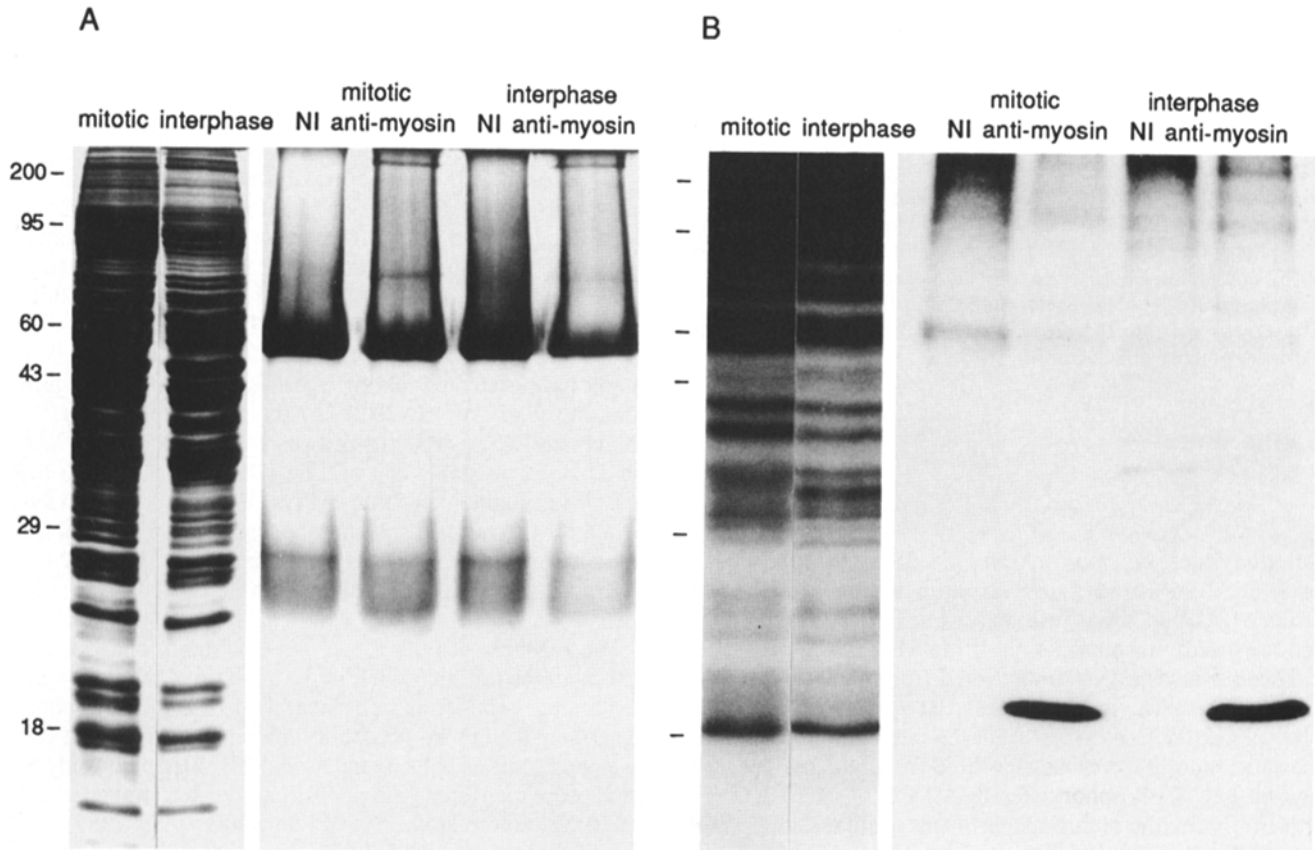 A
mitotic interphase
mitotic
NI anti-myosin
interphase
NI anti-myosin
200
95
60
43
29
18
B
mitotic interphase
mitotic
NI anti-myosin
interphase
NI anti-myosin